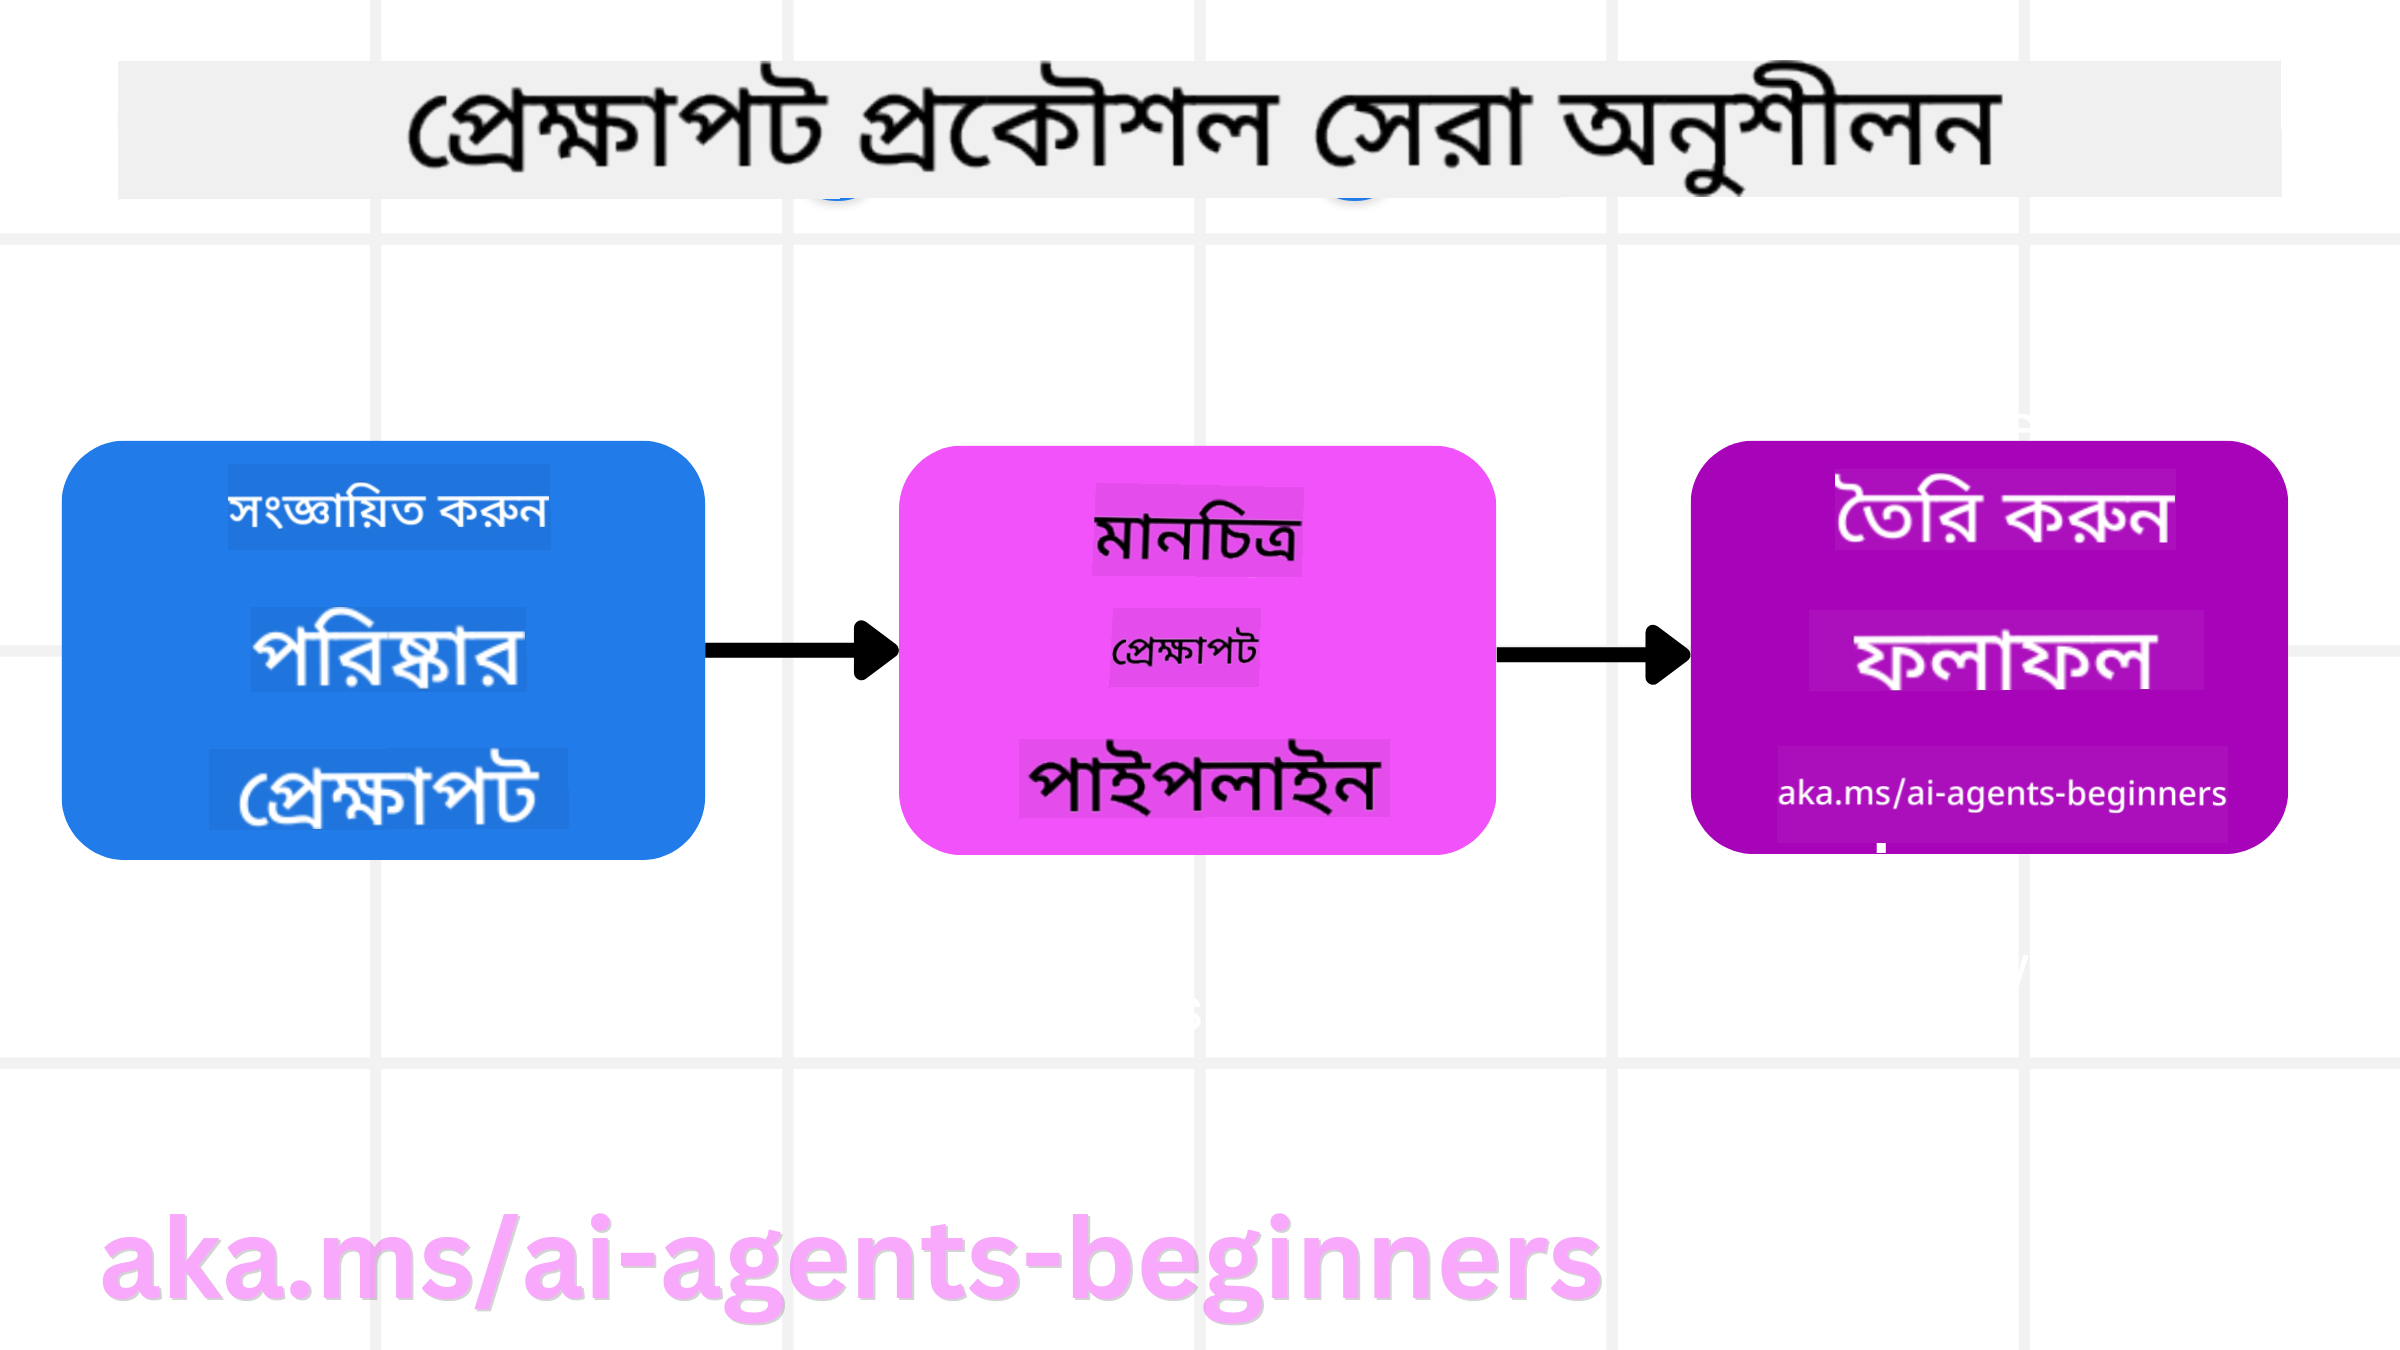 প্রেক্ষাপট প্রকৌশল সেরা অনুশীলন
সংজ্ঞায়িত করুন
পরিষ্কার
প্রেক্ষাপট
মানচিত্র
প্রেক্ষাপট
পাইপলাইন
তৈরি করুন
ফলাফল
aka.ms/ai-agents-beginners
aka.ms/ai-agents-beginners